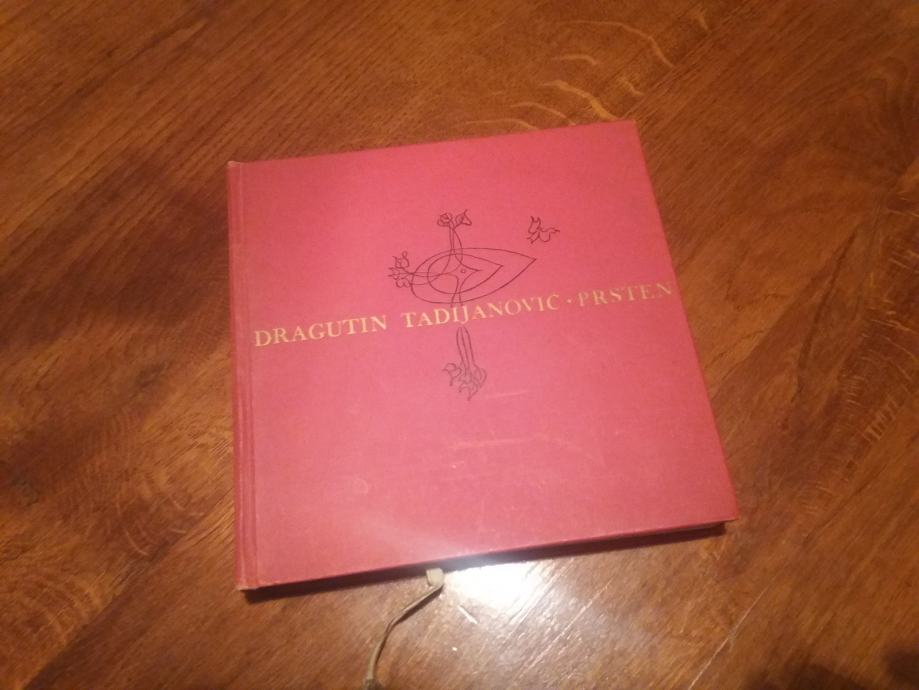 DRAGUTIN TADIJANOVIĆ · PRSTEN